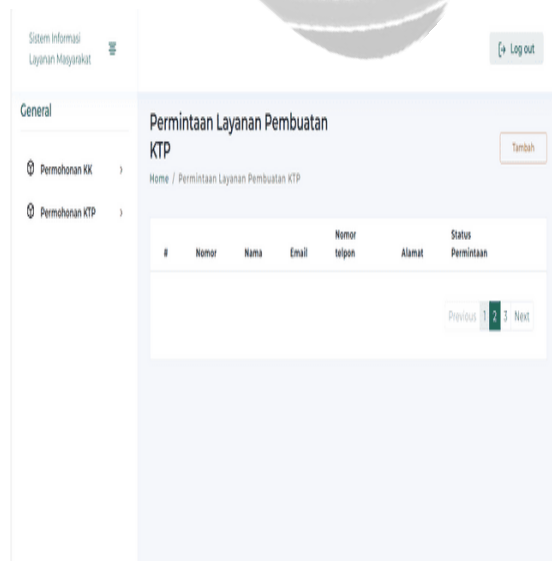 Sistem Informasi
Layanan Masyarakat
Log out
General
Permohonan KK
Permohonan KTP
Permintaan Layanan Pembuatan
KTP
Home / Permintaan Layanan Pembuatan KTP
Tambah
# Nomor Nama Email Nomor telpon Alamat Status Permintaan
Previous 1 2 3 Next